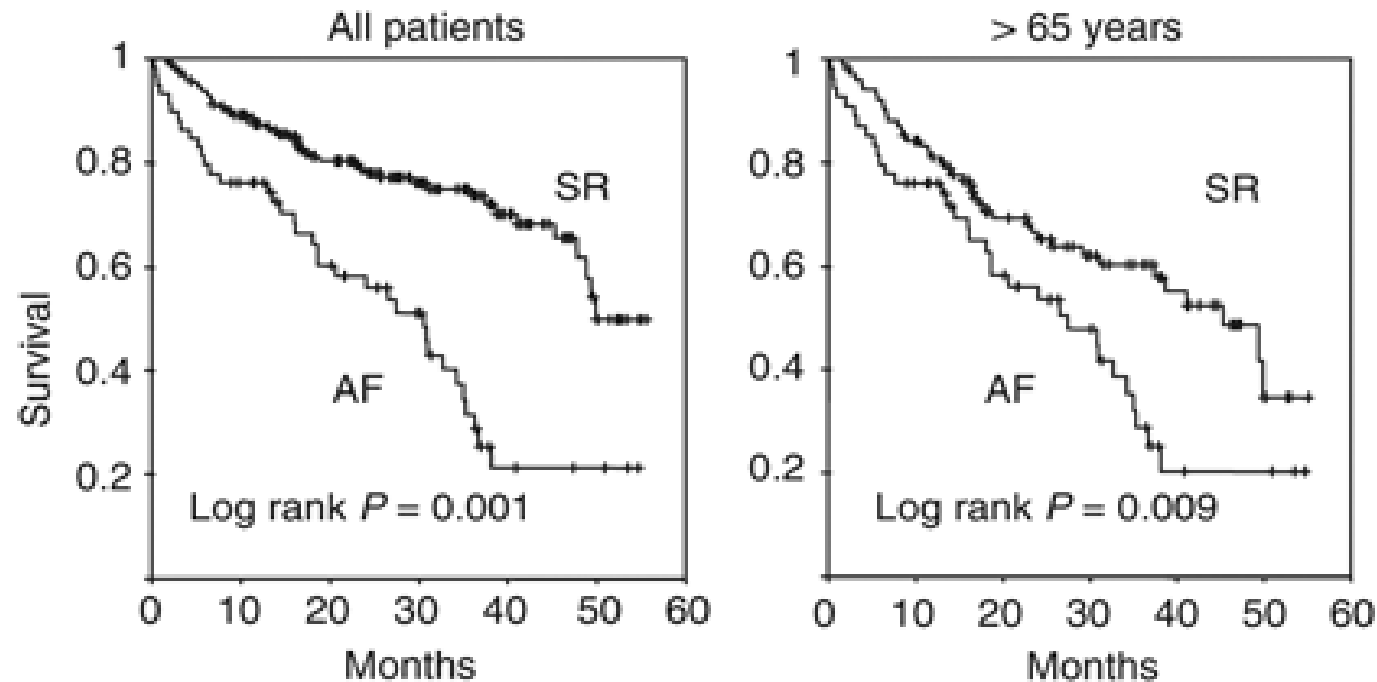 All patients
1
0.8
0.6
0.4
0.2
Survival
SR
AF
Log rank P = 0.001
0 10 20 30 40 50 60
Months
> 65 years
1
0.8
0.6
0.4
0.2
SR
AF
Log rank P = 0.009
0 10 20 30 40 50 60
Months